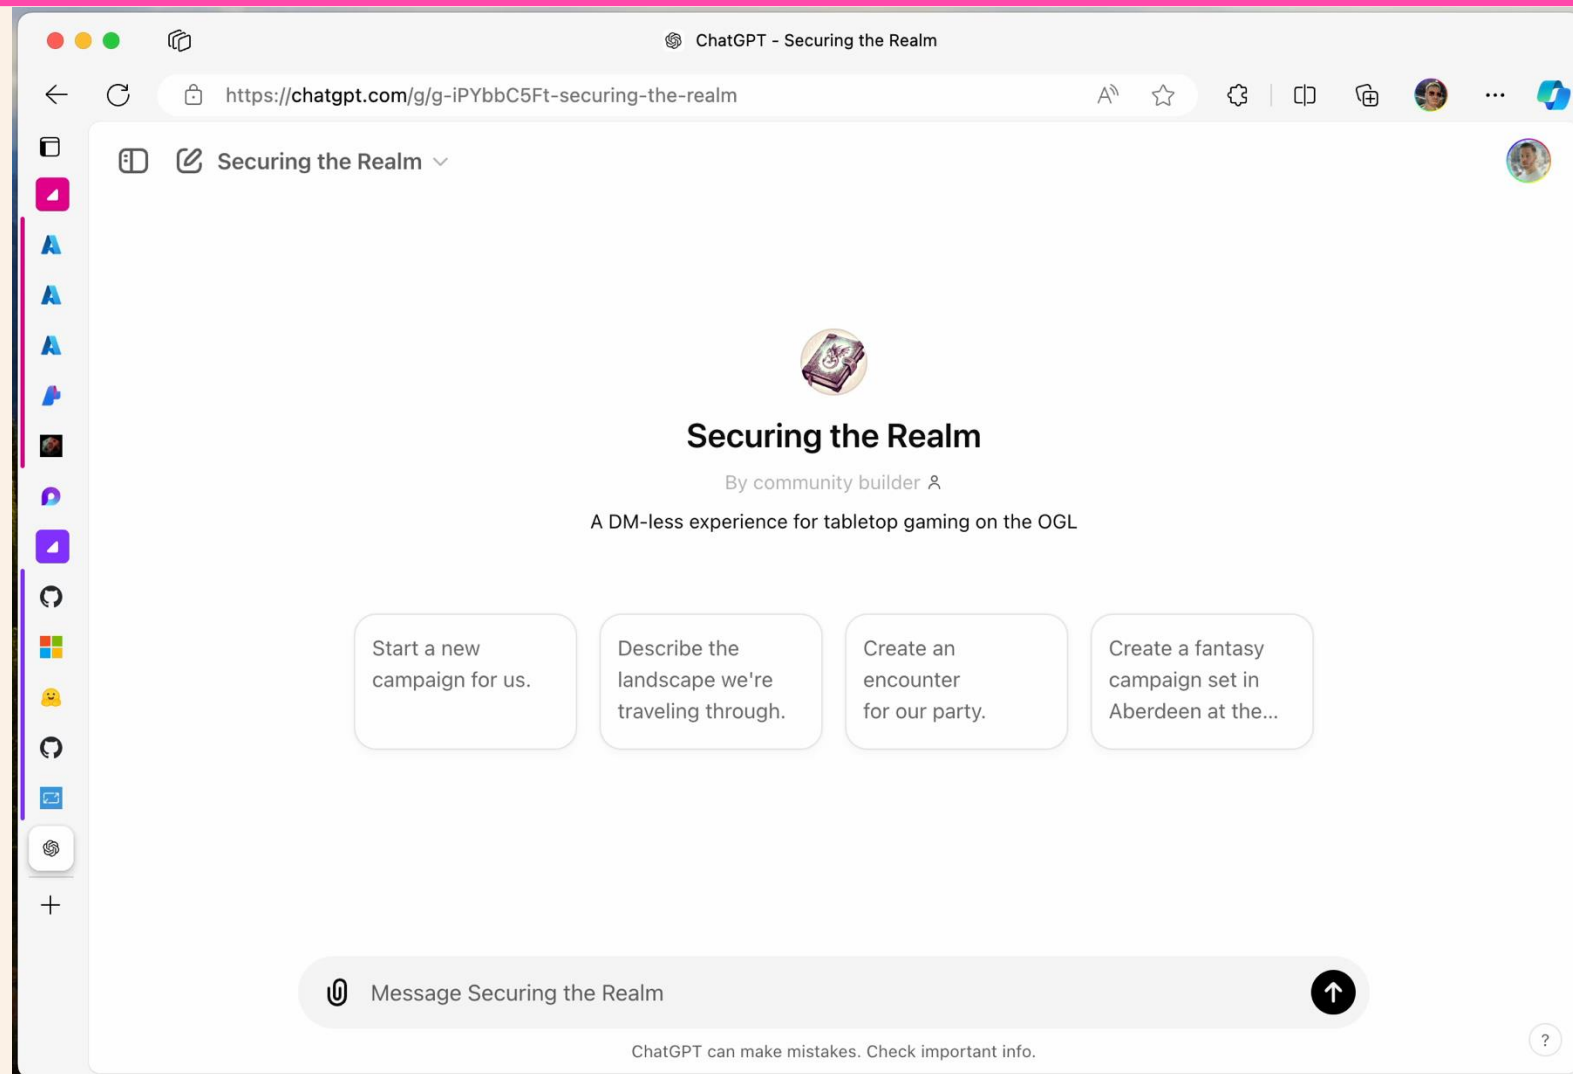 ChatGPT - Securing the Realm
https://chatgpt.com/g/g-iPYbbC5Ft-securing-the-realm
Securing the Realm
Securing the Realm
By community builder
A DM-less experience for tabletop gaming on the OGL
Start a new
campaign for us.
Describe the
landscape we're
traveling through.
Create an
encounter
for our party.
Create a fantasy
campaign set in
Aberdeen at the...
Message Securing the Realm
ChatGPT can make mistakes. Check important info.
?